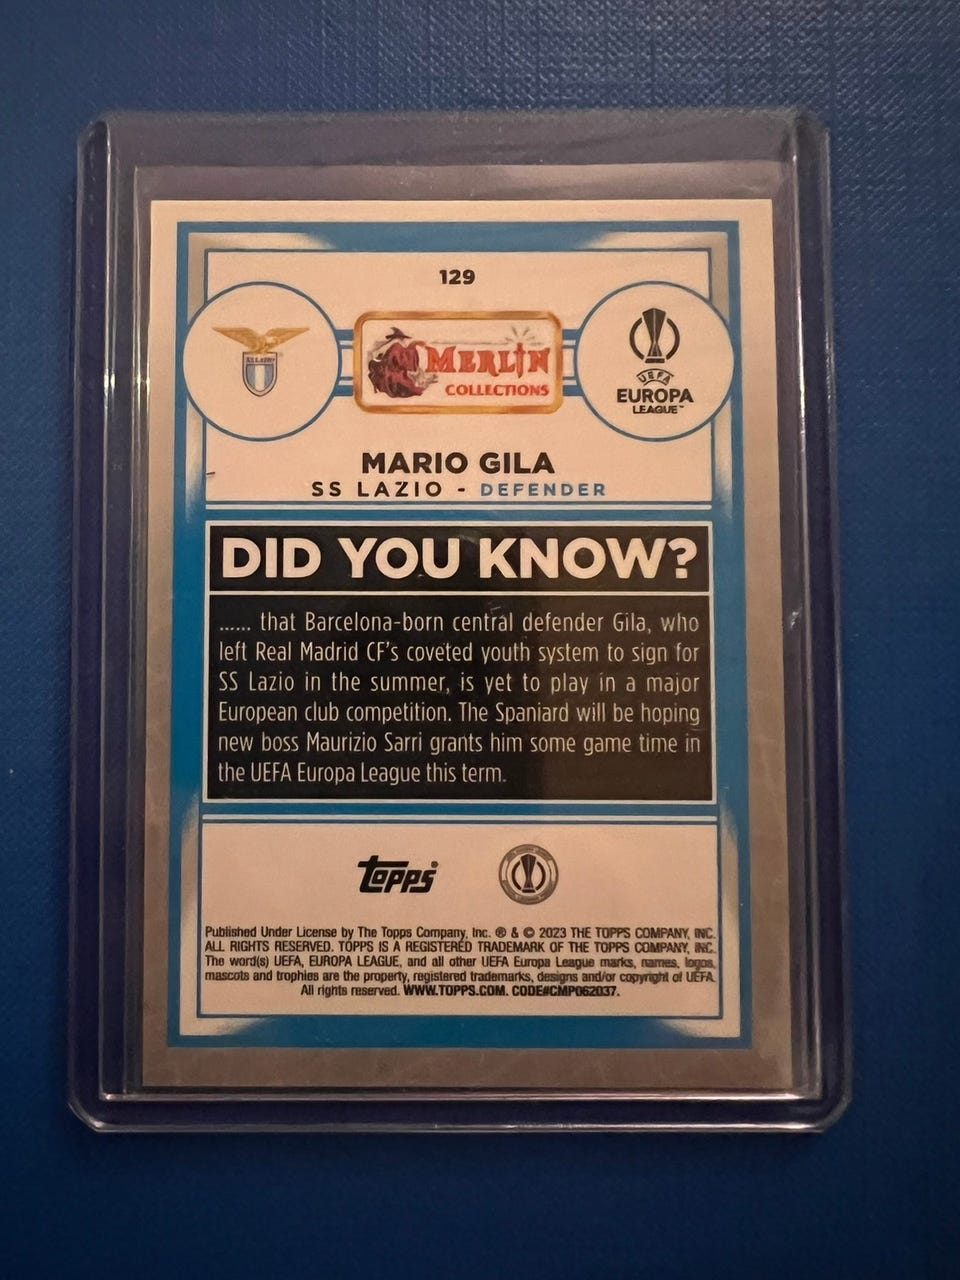 129
SS LAZIO
MERLIN
COLLECTIONS
UEFA
EUROPA
LEAGUE™
MARIO GILA
SS LAZIO - DEFENDER
DID YOU KNOW?
...... that Barcelona-born central defender Gila, who
left Real Madrid CF's coveted youth system to sign for
SS Lazio in the summer, is yet to play in a major
European club competition. The Spaniard will be hoping
new boss Maurizio Sarri grants him some game time in
the UEFA Europa League this term.
Topps®
Published Under License by The Topps Company, Inc. ® & © 2023 THE TOPPS COMPANY, INC.
ALL RIGHTS RESERVED. TOPPS IS A REGISTERED TRADEMARK OF THE TOPPS COMPANY, INC.
The word(s) UEFA, EUROPA LEAGUE, and all other UEFA Europa League marks, names, logos,
mascots and trophies are the property, registered trademarks, designs and/or copyright of UEFA.
All rights reserved. WWW.TOPPS.COM. CODE#CMP062037.